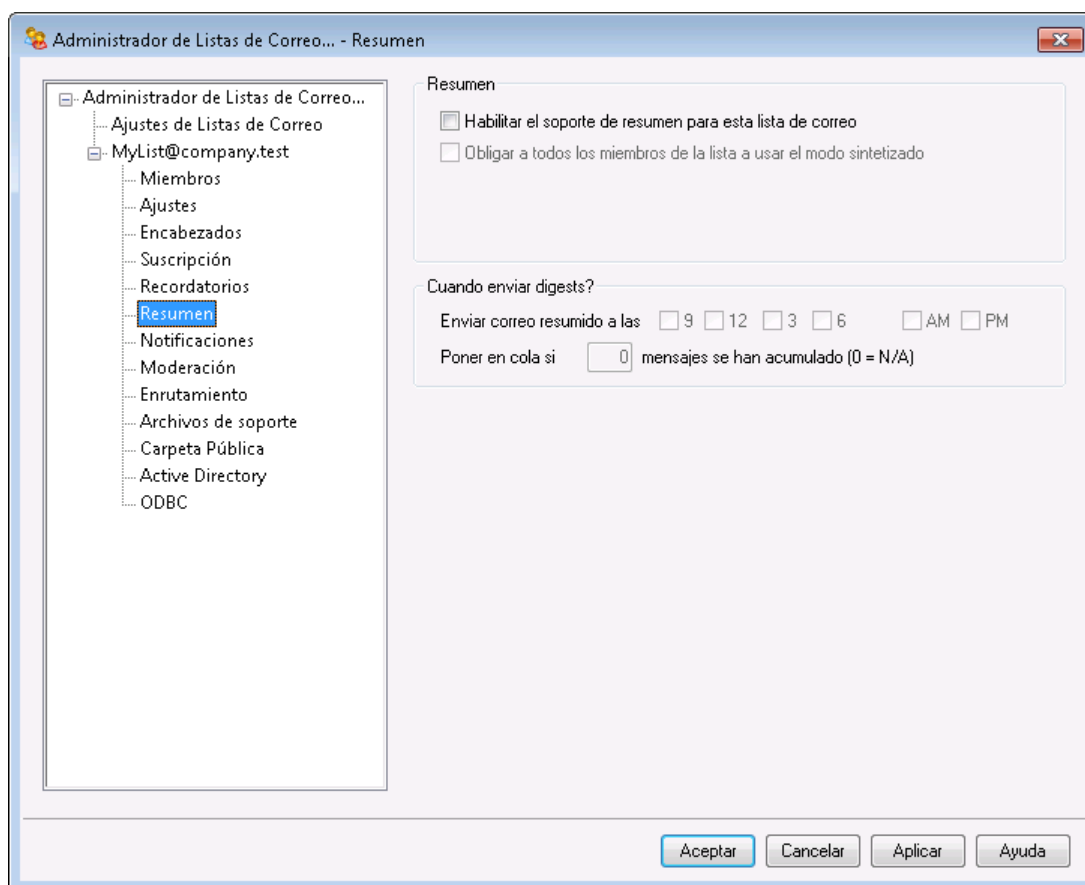 Administrador de Listas de Correo... - Resumen
Administrador de Listas de Correo...
Ajustes de Listas de Correo
MyList@company.test
Miembros
Ajustes
Encabezados
Suscripción
Recordatorios
Resumen
Notificaciones
Moderación
Enrutamiento
Archivos de soporte
Carpeta Pública
Active Directory
ODBC
Resumen
Habilitar el soporte de resumen para esta lista de correo
Obligar a todos los miembros de la lista a usar el modo sintetizado
Cuando enviar digests?
Enviar correo resumido a las 9 12 3 6 AM PM
Poner en cola si 0 mensajes se han acumulado (0 = N/A)
Aceptar Cancelar Aplicar Ayuda